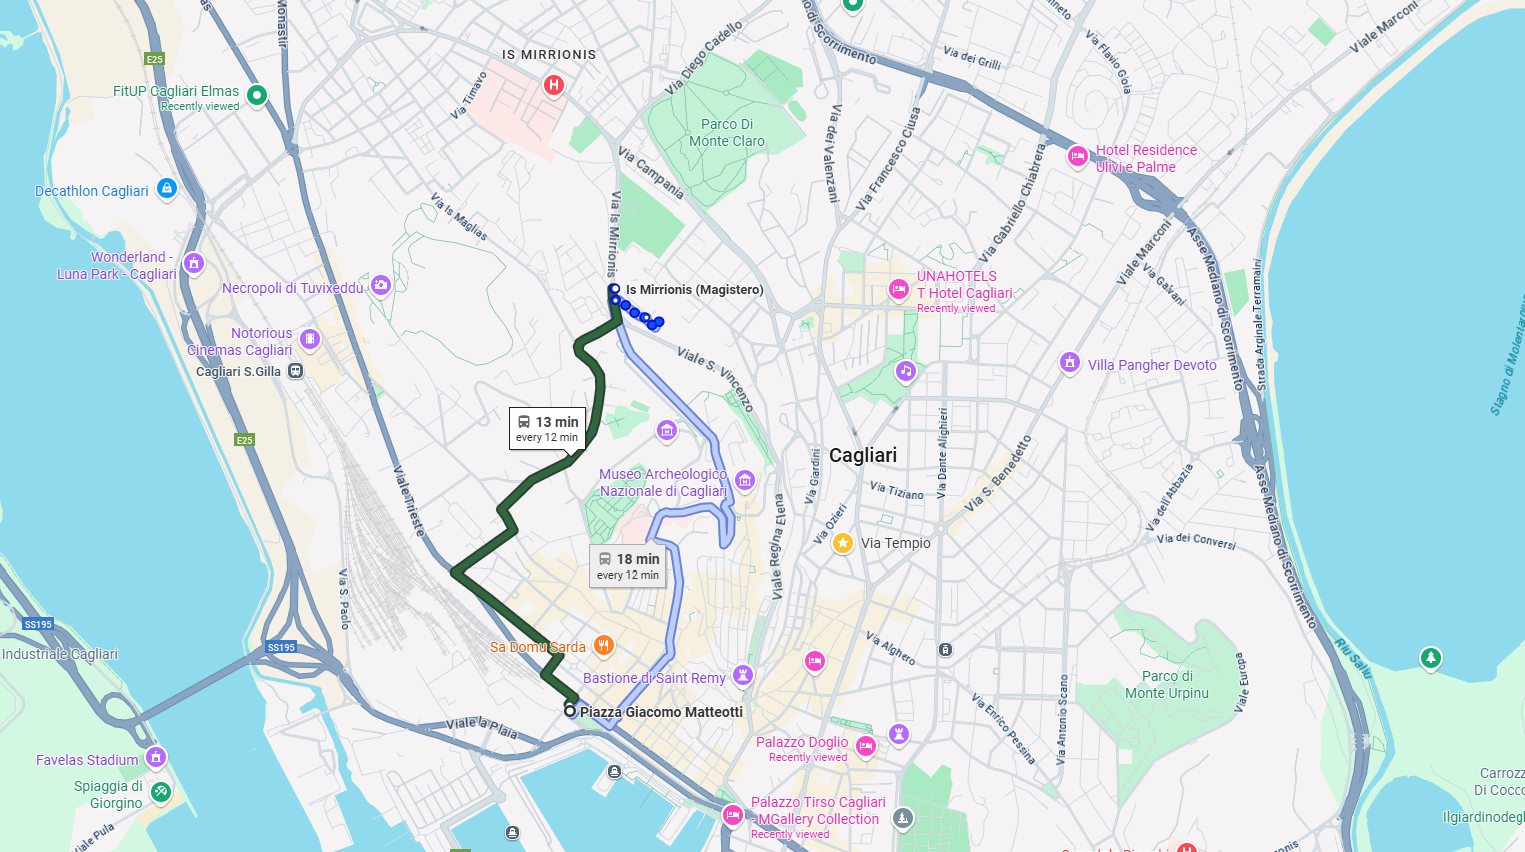 IS MIRRIONIS
E25
FitUP Cagliari Elmas
Recently viewed
Monastir
Via Timavo
Via Diego Cadello
Via dei Grilli
Via Flavio Gioia
Viale Marconi
Parco Di
Monte Claro
Via dei Valenzani
Via Francesco Ciusa
Hotel Residence
Ulivi e Palme
Via Campania
Decathlon Cagliari
Via Is Maglias
Via Is Mirrionis
Via Gabriello Chiabrera
Viale Marconi
Asse Mediano di Scorrimento
Wonderland -
Luna Park - Cagliari
Necropoli di Tuvixeddu
Is Mirrionis (Magistero)
UNAHOTELS
T Hotel Cagliari
Recently viewed
Via Galvani
Strada Arginale Terramaini
Stagno di Molentargius
Notorious
Cinemas Cagliari
Cagliari S.Gilla
Viale S. Vincenzo
Villa Pangher Devoto
13 min
every 12 min
E25
Cagliari
Museo Archeologico
Nazionale di Cagliari
Via Giardini
Via Dante Alighieri
Via S. Benedetto
Via Tiziano
Viale Trieste
Via Ozieri
Viale Regina Elena
Via dell'Abbazia
Asse Mediano di Scorrimento
Via Tempio
Via dei Conversi
18 min
every 12 min
Via S. Paolo
SS195
SS195
Industriale Cagliari
Sa Domu Sarda
Bastione di Saint Remy
Via Alghero
Riu Saliu
Parco di
Monte Urpinu
Viale Europa
Via Antonio Scano
Via Enrico Pessina
Piazza Giacomo Matteotti
Viale la Plaia
Favelas Stadium
Spiaggia di
Giorgino
Palazzo Doglio
Recently viewed
Palazzo Tirso Cagliari
- MGallery Collection
Recently viewed
Carroz
Di Cocco